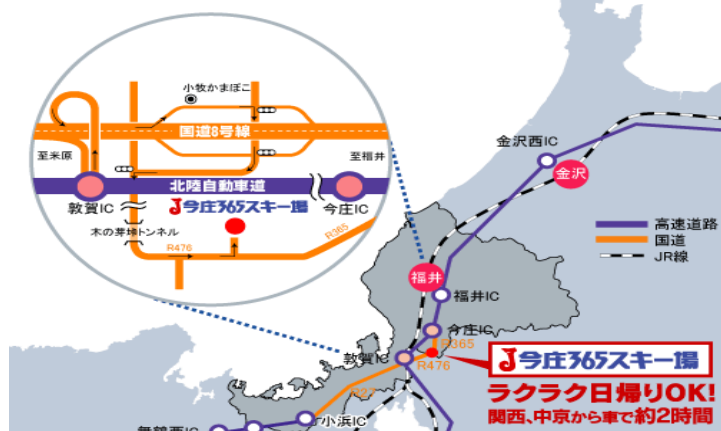 小牧かまぼこ
国道8号線
至米原
至福井
北陸自動車道
敦賀IC
今庄365スキー場
今庄IC
木の芽峠トンネル
R476
R365
金沢西IC
金沢
高速道路
国道
JR線
福井
福井IC
今庄IC
R365
敦賀IC
R476
今庄365スキー場
R27
ラクラク日帰りOK!
関西、中京から車で約2時間
小浜IC
舞鶴西IC